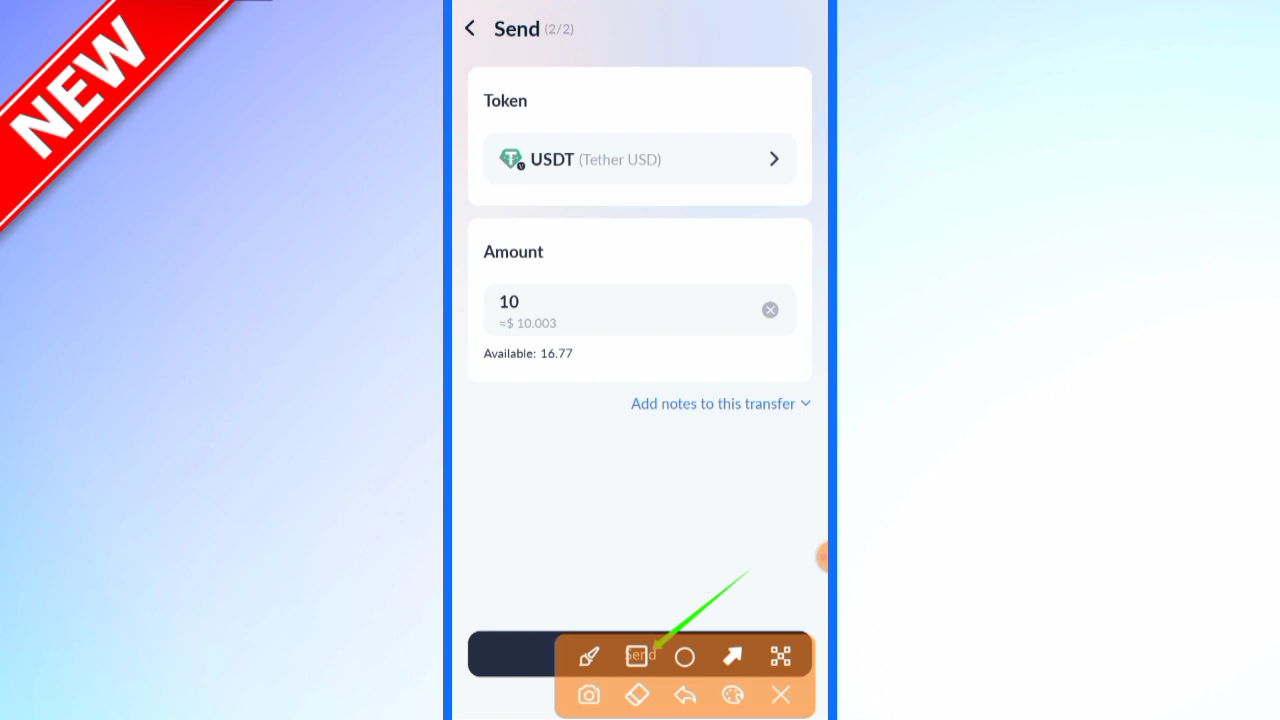 NEW
Send (2/2)
Token
USDT (Tether USD)
Amount
10
≈$ 10.003
Available: 16.77
Add notes to this transfer
Send